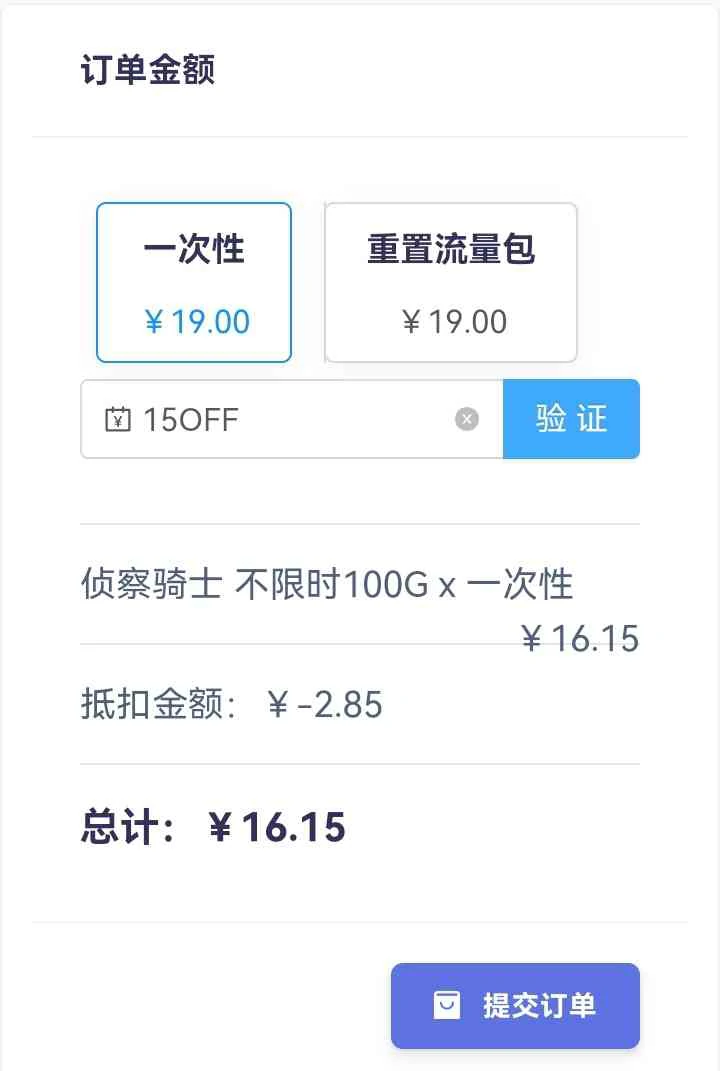 订单金额
一次性 重置流量包
￥19.00 ￥19.00
15OFF 验证
侦察骑士 不限时100G x 一次性
￥16.15
抵扣金额： ￥-2.85
总计： ￥16.15
提交订单